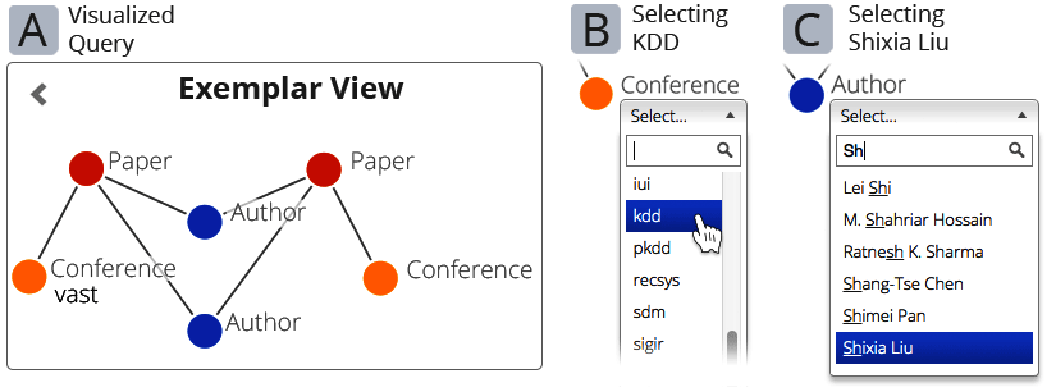 A Visualized
Query
Exemplar View
Paper
Paper
Author
Conference
vast
Conference
Author
B Selecting
KDD
Conference
Select...
iui
kdd
pkdd
recsys
sdm
sigir
C Selecting
Shixia Liu
Author
Select...
Sh
Lei Shi
M. Shahriar Hossain
Ratnesh K. Sharma
Shang-Tse Chen
Shimei Pan
Shixia Liu